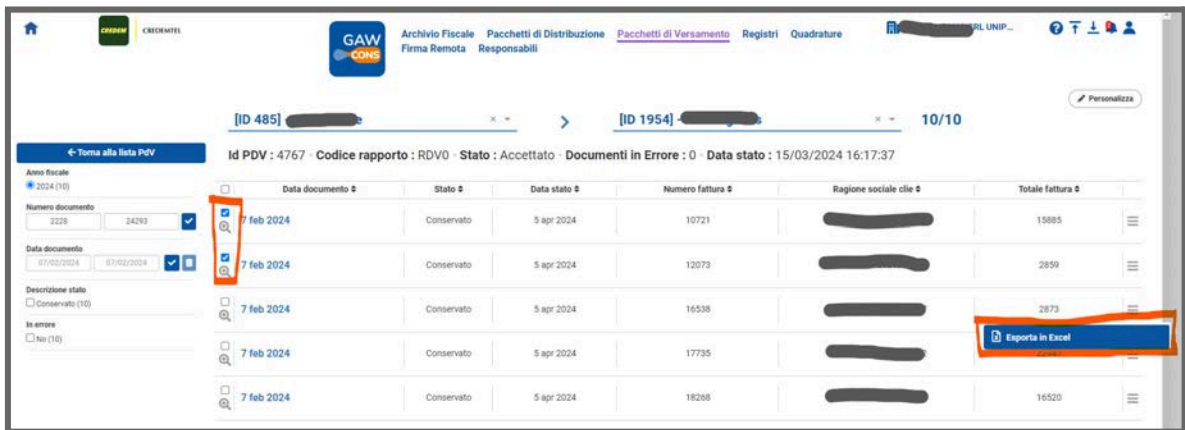 CREDEM CREDEMTEL
GAW CONS
Archivio Fiscale Pacchetti di Distribuzione Pacchetti di Versamento Registri Quadrature
Firma Remota Responsabili
RL UNIP...
Personalizza
[ID 485] [ID 1954] - 10/10
Torna alla lista PdV
Id PDV : 4767 · Codice rapporto : RDV0 · Stato : Accettato · Documenti in Errore : 0 · Data stato : 15/03/2024 16:17:37
Anno fiscale
2024 (10)
Numero documento
2228 24293
Data documento
07/02/2024 07/02/2024
Descrizione stato
Conservato (10)
In errore
No (10)
Data documento Stato Data stato Numero fattura Ragione sociale clie Totale fattura
7 feb 2024 Conservato 5 apr 2024 10721 15885
7 feb 2024 Conservato 5 apr 2024 12073 2859
7 feb 2024 Conservato 5 apr 2024 16538 2873
Esporta in Excel
7 feb 2024 Conservato 5 apr 2024 17735
7 feb 2024 Conservato 5 apr 2024 18268 16520